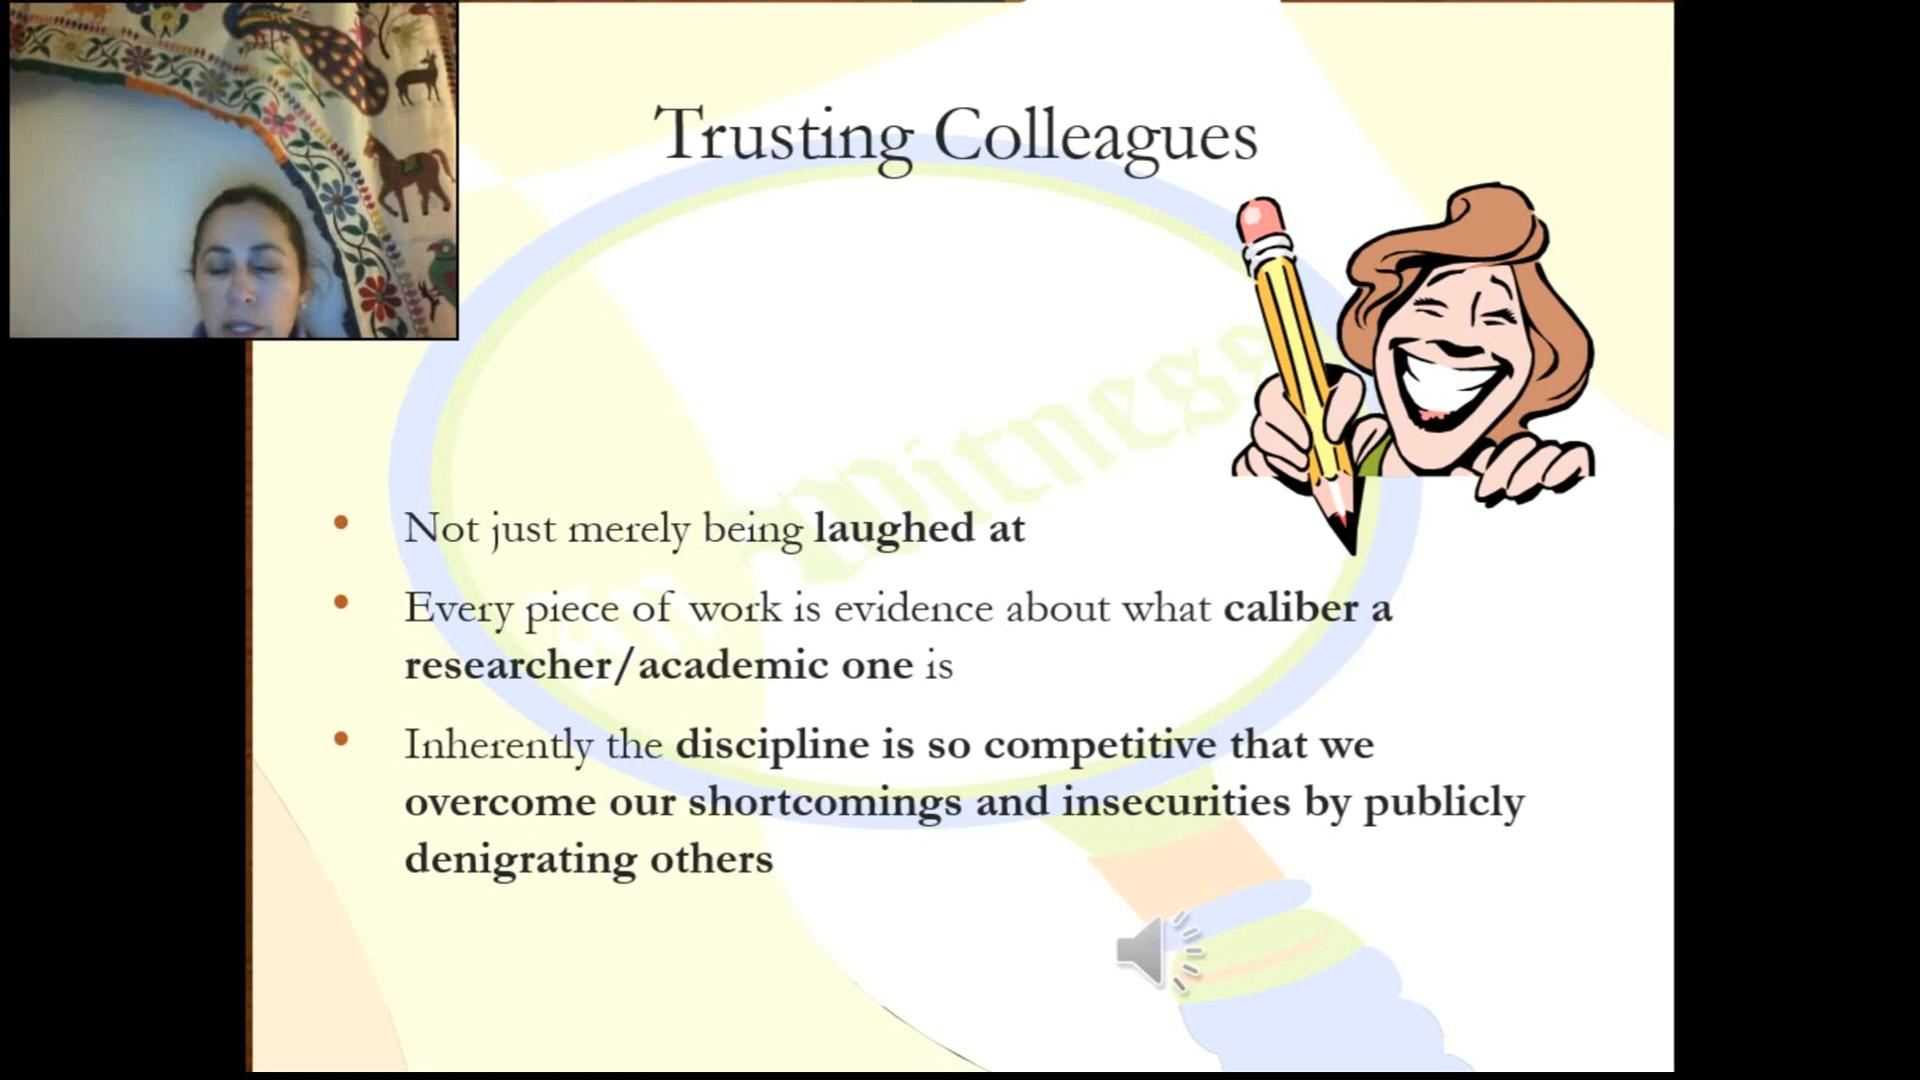 Trusting Colleagues
In Witness
Not just merely being laughed at
Every piece of work is evidence about what caliber a
researcher/academic one is
Inherently the discipline is so competitive that we
overcome our shortcomings and insecurities by publicly
denigrating others